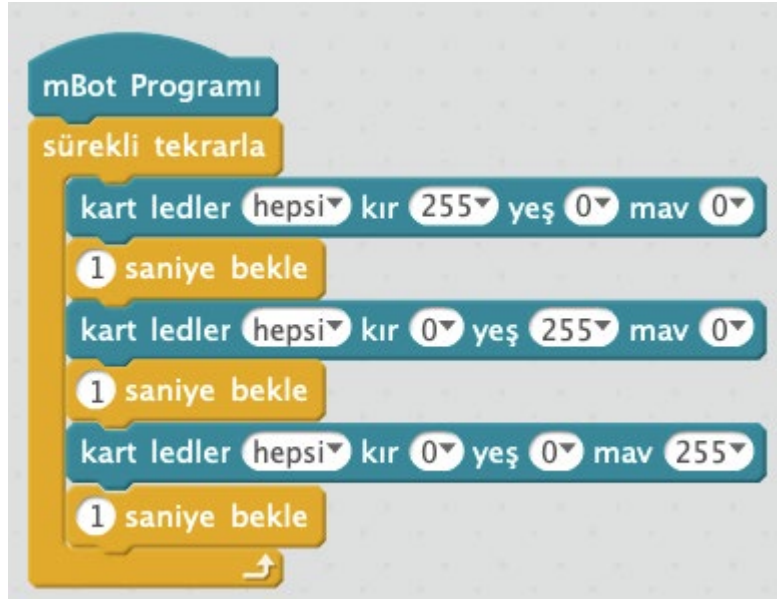 mBot Programı
sürekli tekrarla
kart ledler hepsi kır 255 yeş 0 mav 0
1 saniye bekle
kart ledler hepsi kır 0 yeş 255 mav 0
1 saniye bekle
kart ledler hepsi kır 0 yeş 0 mav 255
1 saniye bekle